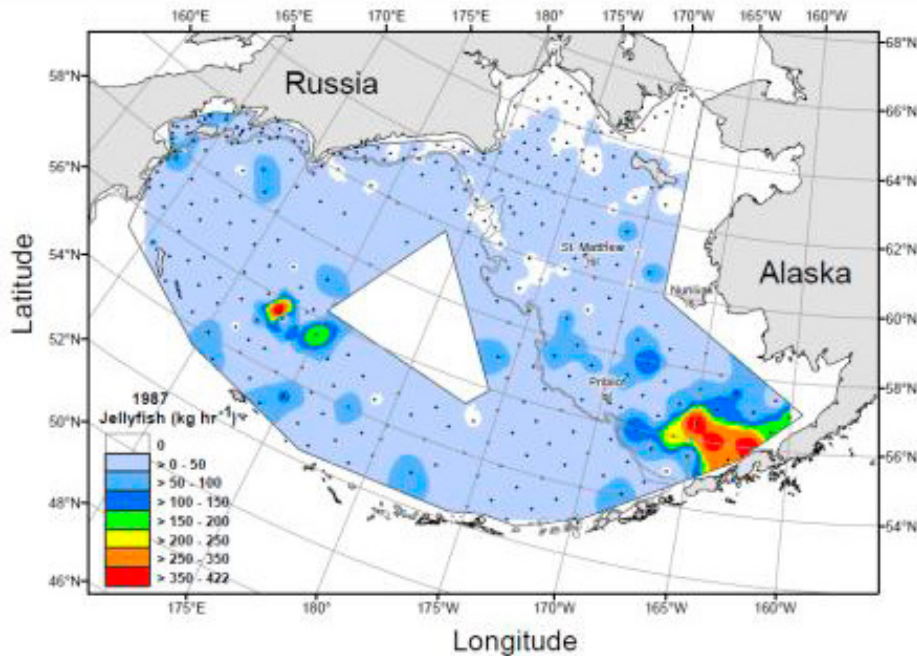 160°E 165°E 170°E 175°E 180° 175°W 170°W 165°W 160°W
68°N
58°N
Russia
66°N
56°N
64°N
54°N
62°N
St. Matthew
Alaska
Nunivak
52°N
60°N
Latitude
58°N
Pribilof
50°N
56°N
48°N
54°N
46°N
1987
Jellyfish (kg hr⁻¹)
0
> 0 - 50
> 50 - 100
> 100 - 150
> 150 - 200
> 200 - 250
> 250 - 350
> 350 - 422
175°E 180° 175°W 170°W 165°W 160°W
Longitude